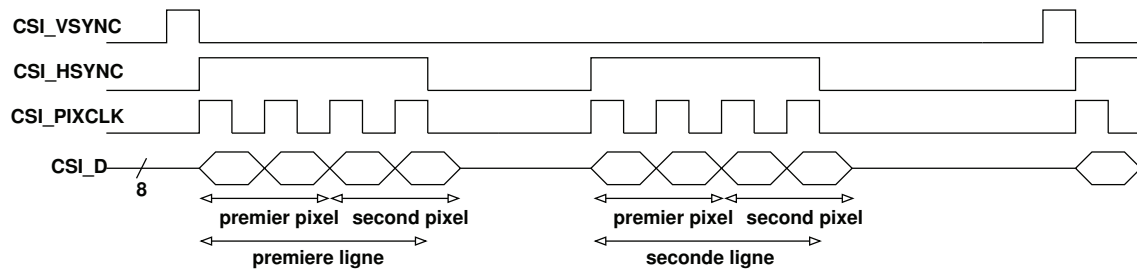 CSI_VSYNC
CSI_HSYNC
CSI_PIXCLK
CSI_D
8
premier pixel second pixel premier pixel second pixel
premiere ligne seconde ligne